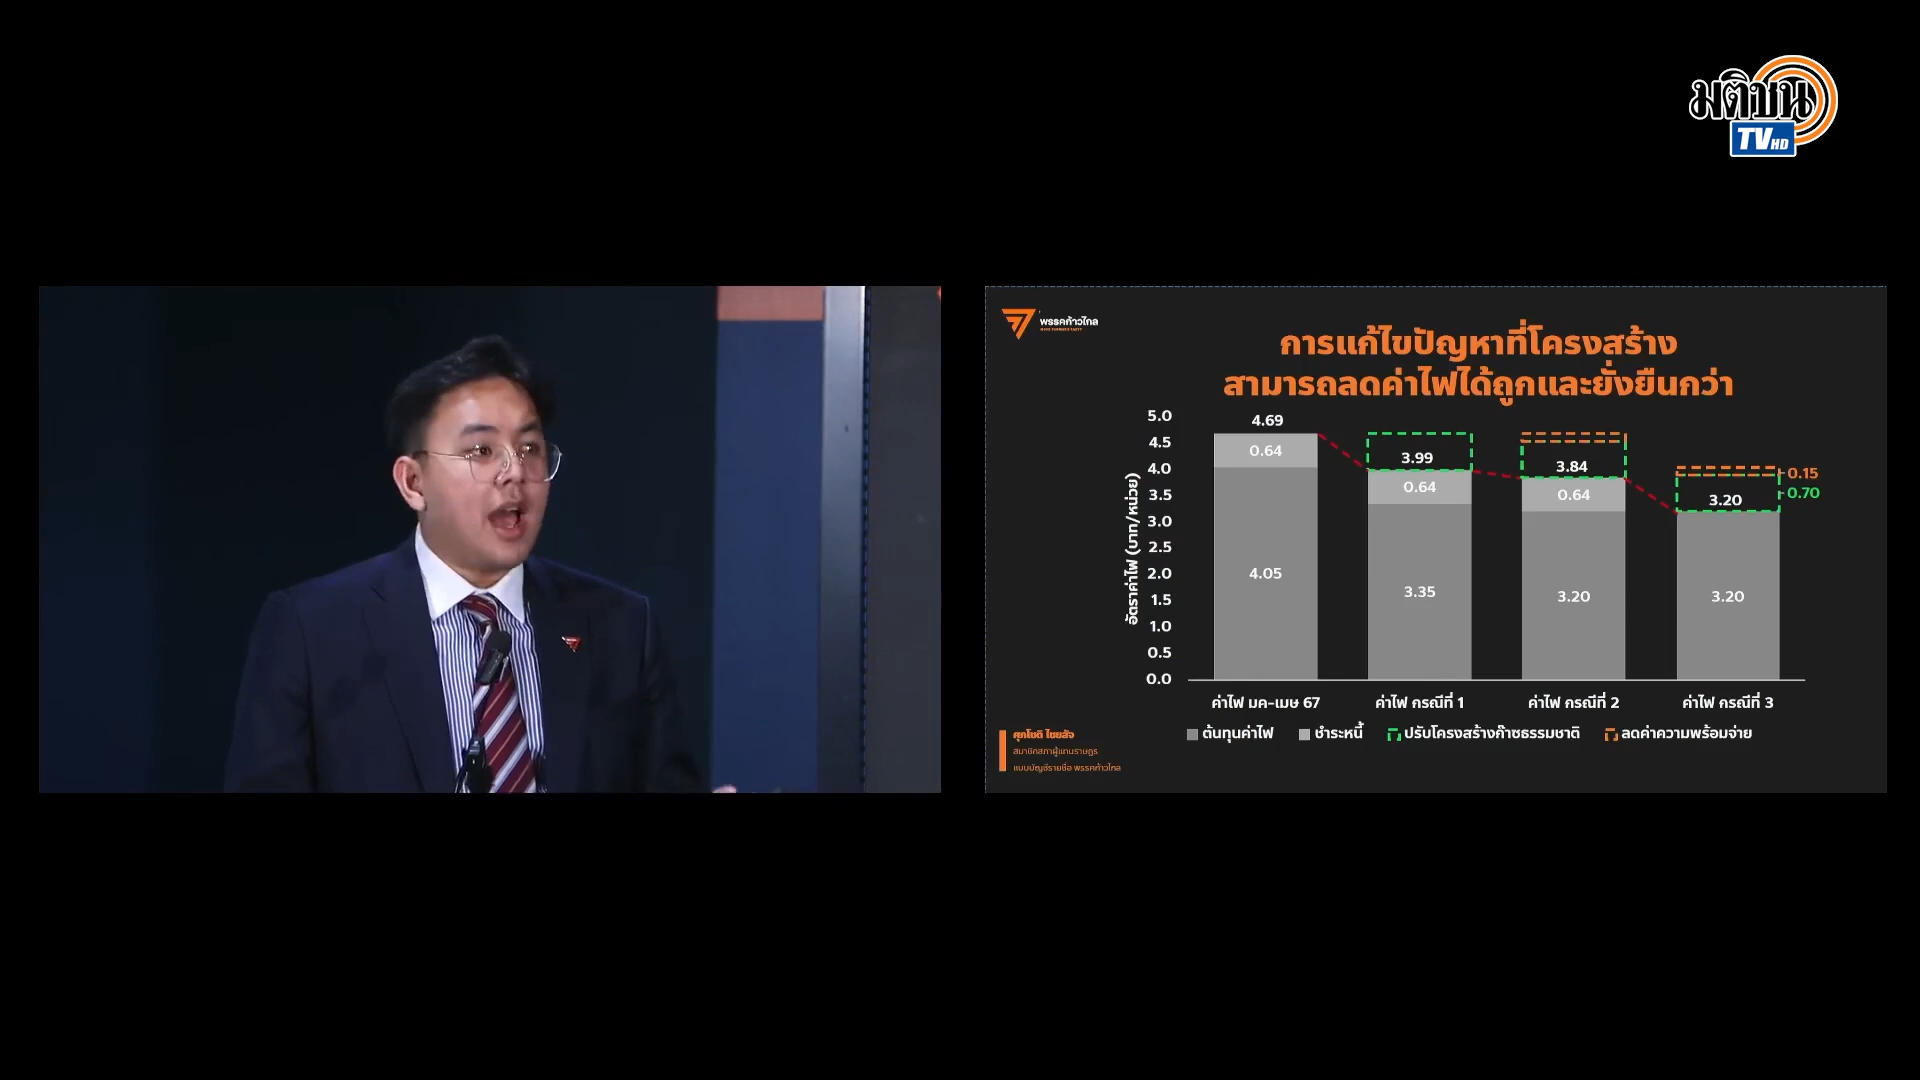 มติชน
TV HD
พรรคก้าวไกล
MOVE FORWARD PARTY
การแก้ไขปัญหาที่โครงสร้าง
สามารถลดค่าไฟได้ถูกและยั่งยืนกว่า
อัตราค่าไฟ (บาท/หน่วย)
5.0
4.5
4.0
3.5
3.0
2.5
2.0
1.5
1.0
0.5
0.0
4.69
0.64
4.05
3.99
0.64
3.35
3.84
0.64
3.20
3.20
3.20
0.15
0.70
ค่าไฟ มค-เมษ 67
ค่าไฟ กรณีที่ 1
ค่าไฟ กรณีที่ 2
ค่าไฟ กรณีที่ 3
ต้นทุนค่าไฟ
ชำระหนี้
ปรับโครงสร้างก๊าซธรรมชาติ
ลดค่าความพร้อมจ่าย
ศุภโชติ ไชยสัจ
สมาชิกสภาผู้แทนราษฎร
แบบบัญชีรายชื่อ พรรคก้าวไกล